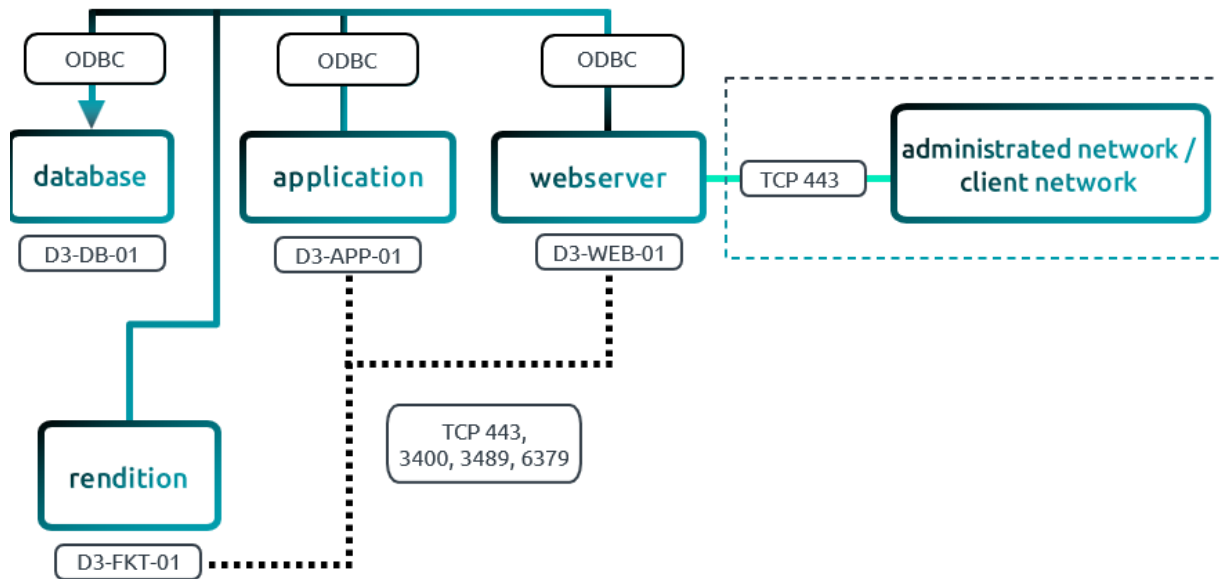 ODBC
ODBC
ODBC
database
application
webserver
TCP 443
administrated network /
client network
D3-DB-01
D3-APP-01
D3-WEB-01
TCP 443,
3400, 3489, 6379
rendition
D3-FKT-01